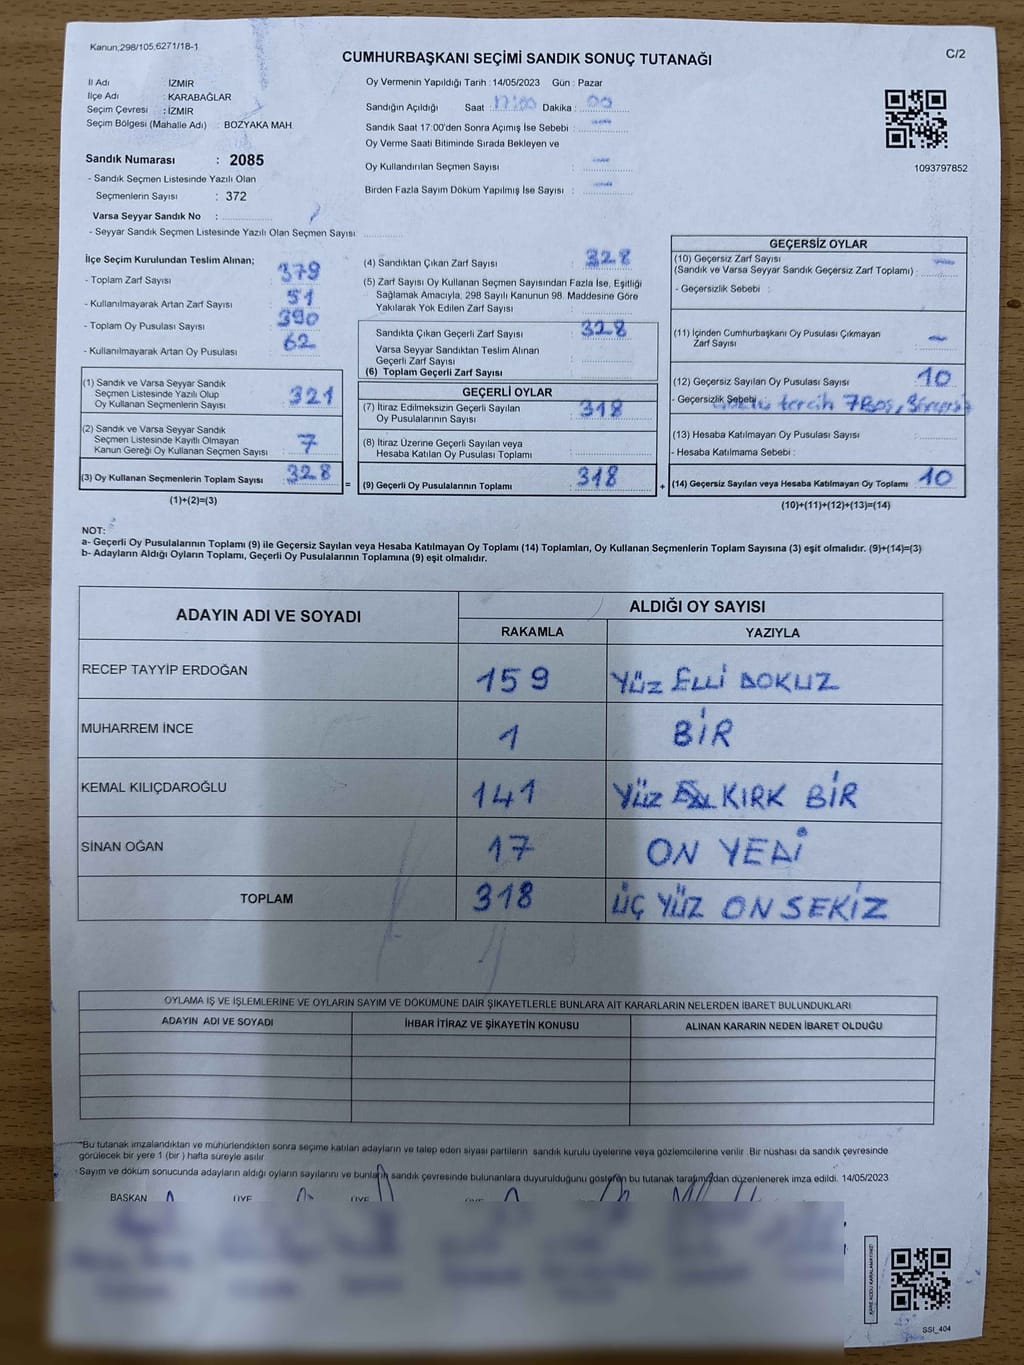 Kanun,298/105,6271/18-1
C/2
CUMHURBAŞKANI SEÇİMİ SANDIK SONUÇ TUTANAĞI
İl Adı : İZMİR
İlçe Adı : KARABAĞLAR
Seçim Çevresi : İZMİR
Seçim Bölgesi (Mahalle Adı) : BOZYAKA MAH.
Sandık Numarası : 2085
- Sandık Seçmen Listesinde Yazılı Olan
Seçmenlerin Sayısı : 372
Varsa Seyyar Sandık No :
- Seyyar Sandık Seçmen Listesinde Yazılı Olan Seçmen Sayısı:
Oy Vermenin Yapıldığı Tarih : 14/05/2023 Gün : Pazar
Sandığın Açıldığı Saat : 17:00 Dakika : 00
Sandık Saat 17:00'den Sonra Açımış İse Sebebi :
Oy Verme Saati Bitiminde Sırada Bekleyen ve
Oy Kullandırılan Seçmen Sayısı :
Birden Fazla Sayım Döküm Yapılmış İse Sayısı :
1093797852
İlçe Seçim Kurulundan Teslim Alınan;
- Toplam Zarf Sayısı : 379
- Kullanılmayarak Artan Zarf Sayısı : 51
- Toplam Oy Pusulası Sayısı : 390
- Kullanılmayarak Artan Oy Pusulası : 62
(1) Sandık ve Varsa Seyyar Sandık
Seçmen Listesinde Yazılı Olup
Oy Kullanan Seçmenlerin Sayısı : 321
(2) Sandık ve Varsa Seyyar Sandık
Seçmen Listesinde Kayıtlı Olmayan
Kanun Gereği Oy Kullanan Seçmen Sayısı : 7
(3) Oy Kullanan Seçmenlerin Toplam Sayısı : 328
(1)+(2)=(3)
(4) Sandıktan Çıkan Zarf Sayısı : 328
(5) Zarf Sayısı Oy Kullanan Seçmen Sayısından Fazla İse, Eşitliği
Sağlamak Amacıyla, 298 Sayılı Kanunun 98. Maddesine Göre
Yakılarak Yok Edilen Zarf Sayısı :
Sandıkta Çıkan Geçerli Zarf Sayısı : 328
Varsa Seyyar Sandıktan Teslim Alınan
Geçerli Zarf Sayısı :
(6) Toplam Geçerli Zarf Sayısı :
GEÇERLİ OYLAR
(7) İtiraz Edilmeksizin Geçerli Sayılan
Oy Pusulalarının Sayısı : 318
(8) İtiraz Üzerine Geçerli Sayılan veya
Hesaba Katılan Oy Pusulası Toplamı :
= (9) Geçerli Oy Pusulalarının Toplamı : 318
GEÇERSİZ OYLAR
(10) Geçersiz Zarf Sayısı
(Sandık ve Varsa Seyyar Sandık Geçersiz Zarf Toplamı) :
- Geçersizlik Sebebi :
(11) İçinden Cumhurbaşkanı Oy Pusulası Çıkmayan
Zarf Sayısı :
(12) Geçersiz Sayılan Oy Pusulası Sayısı : 10
- Geçersizlik Sebebi tercih 7 Boş,
(13) Hesaba Katılmayan Oy Pusulası Sayısı :
- Hesaba Katılmama Sebebi :
+ (14) Geçersiz Sayılan veya Hesaba Katılmayan Oy Toplamı : 10
(10)+(11)+(12)+(13)=(14)
NOT:
a- Geçerli Oy Pusulalarının Toplamı (9) ile Geçersiz Sayılan veya Hesaba Katılmayan Oy Toplamı (14) Toplamları, Oy Kullanan Seçmenlerin Toplam Sayısına (3) eşit olmalıdır. (9)+(14)=(3)
b- Adayların Aldığı Oyların Toplamı, Geçerli Oy Pusulalarının Toplamına (9) eşit olmalıdır.
ADAYIN ADI VE SOYADI
ALDIĞI OY SAYISI
RAKAMLA YAZIYLA
RECEP TAYYİP ERDOĞAN 159 YÜZ ELLİ DOKUZ
MUHARREM İNCE 1 BİR
KEMAL KILIÇDAROĞLU 141 YÜZ KIRK BİR
SİNAN OĞAN 17 ON YEDİ
TOPLAM 318 ÜÇ YÜZ ON SEKİZ
OYLAMA İŞ VE İŞLEMLERİNE VE OYLARIN SAYIM VE DÖKÜMÜNE DAİR ŞİKAYETLERLE BUNLARA AİT KARARLARIN NELERDEN İBARET BULUNDUKLARI
ADAYIN ADI VE SOYADI İHBAR İTİRAZ VE ŞİKAYETİN KONUSU ALINAN KARARIN NEDEN İBARET OLDUĞU
*Bu tutanak imzalandıktan ve mühürlendikten sonra seçime katılan adayların ve talep eden siyasi partilerin sandık kurulu üyelerine veya gözlemcilerine verilir. Bir nüshası da sandık çevresinde
görülecek bir yere 1 (bir ) hafta süreyle asılır.
Sayım ve döküm sonucunda adayların aldığı oyların sayılarını ve bunların sandık çevresinde bulunanlara duyurulduğunu gösteren bu tutanak tarafımızdan düzenlenerek imza edildi. 14/05/2023
BAŞKAN ÜYE ÜYE
SSI_404